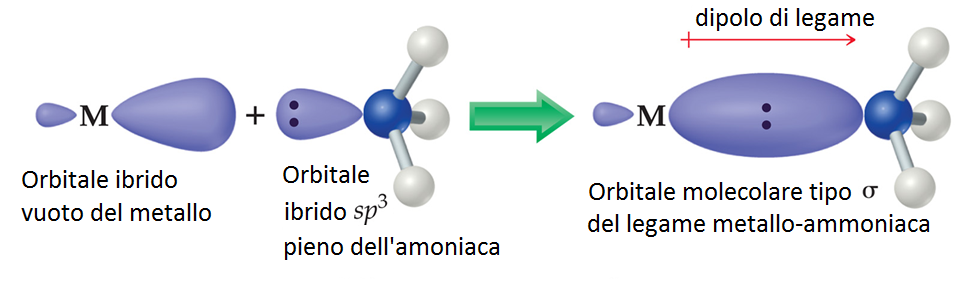 dipolo di legame
M
+
M
Orbitale ibrido
vuoto del metallo
Orbitale
ibrido sp³
pieno dell'amoniaca
Orbitale molecolare tipo σ
del legame metallo-ammoniaca